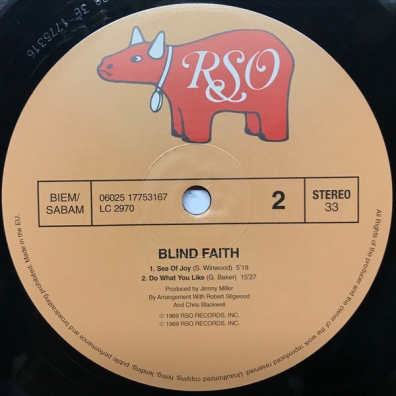 06025 17753167
RSO
BIEM/
SABAM
06025 17753167
LC 2970
2
STEREO
33
BLIND FAITH
1. Sea Of Joy (S. Winwood) 5'19
2. Do What You Like (G. Baker) 15'27
Produced by Jimmy Miller
By Arrangement With Robert Stigwood
And Chris Blackwell
℗ 1969 RSO RECORDS, INC.
© 1969 RSO RECORDS, INC.
All Rights of the producer and of the owner of the work reproduced reserved. Unauthorized copying, hiring, lending, public performance and broadcasting prohibited. Made in the EU.